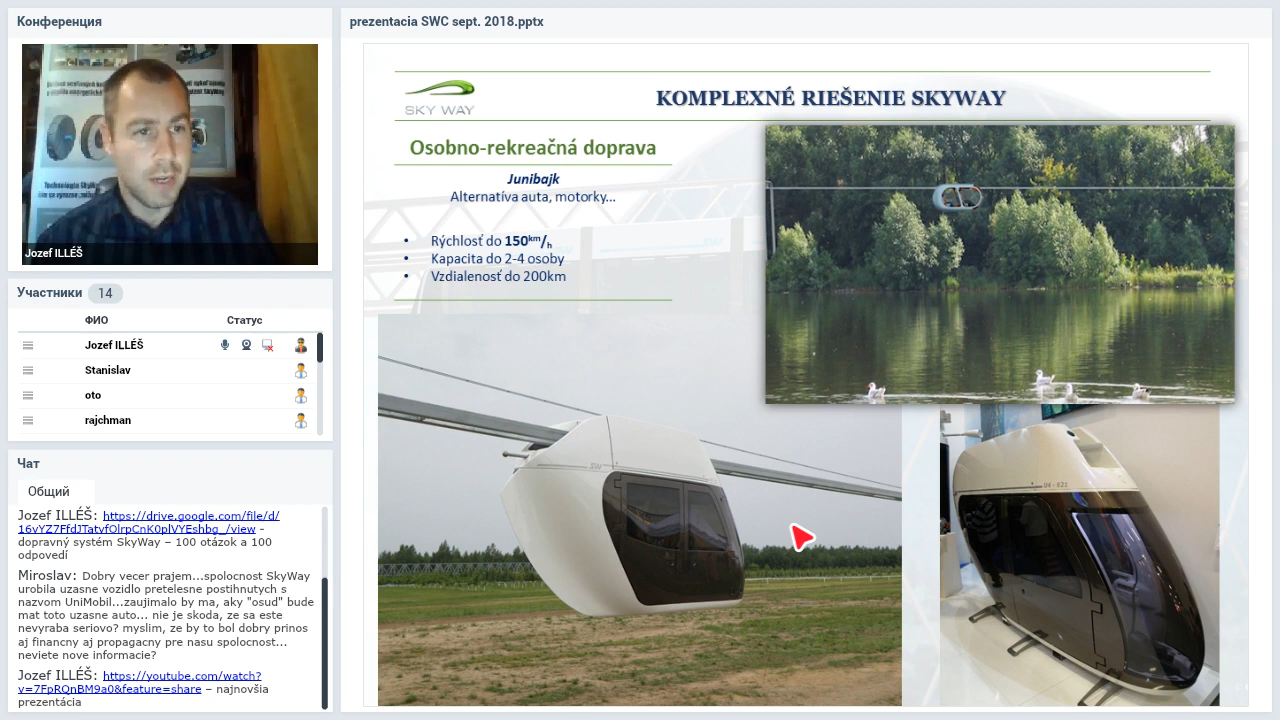 Конференция
Jozef ILLÉŠ
Участники 14
ФИО Статус
Jozef ILLÉŠ
Stanislav
oto
rajchman
Чат
Общий
Jozef ILLÉŠ: https://drive.google.com/file/d/
16vYZ7FfdJTatvfOlrpCnK0plVYEshbg_/view –
dopravný systém SkyWay – 100 otázok a 100
odpovedí
Miroslav: Dobry vecer prajem...spolocnost SkyWay
urobila uzasne vozidlo pretelesne postihnutych s
nazvom UniMobil...zaujimalo by ma, aky "osud" bude
mat toto uzasne auto... nie je skoda, ze sa este
nevyraba seriovo? myslim, ze by to bol dobry prinos
aj financny aj propagacny pre nasu spolocnost...
neviete nove informacie?
Jozef ILLÉŠ: https://youtube.com/watch?
v=7FpRQnBM9a0&feature=share – najnovšia
prezentácia
prezentacia SWC sept. 2018.pptx
SKY WAY
KOMPLEXNÉ RIEŠENIE SKYWAY
Osobno-rekreačná doprava
Junibajk
Alternatíva auta, motorky...
• Rýchlosť do 150km/h
• Kapacita do 2-4 osoby
• Vzdialenosť do 200km
SW
U4-621